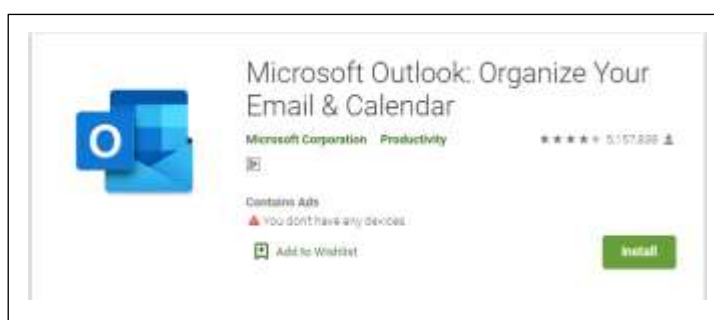 Microsoft Outlook: Organize Your
Email & Calendar
Microsoft Corporation Productivity
Contains Ads
You don't have any devices
Add to Wishlist
Install
O